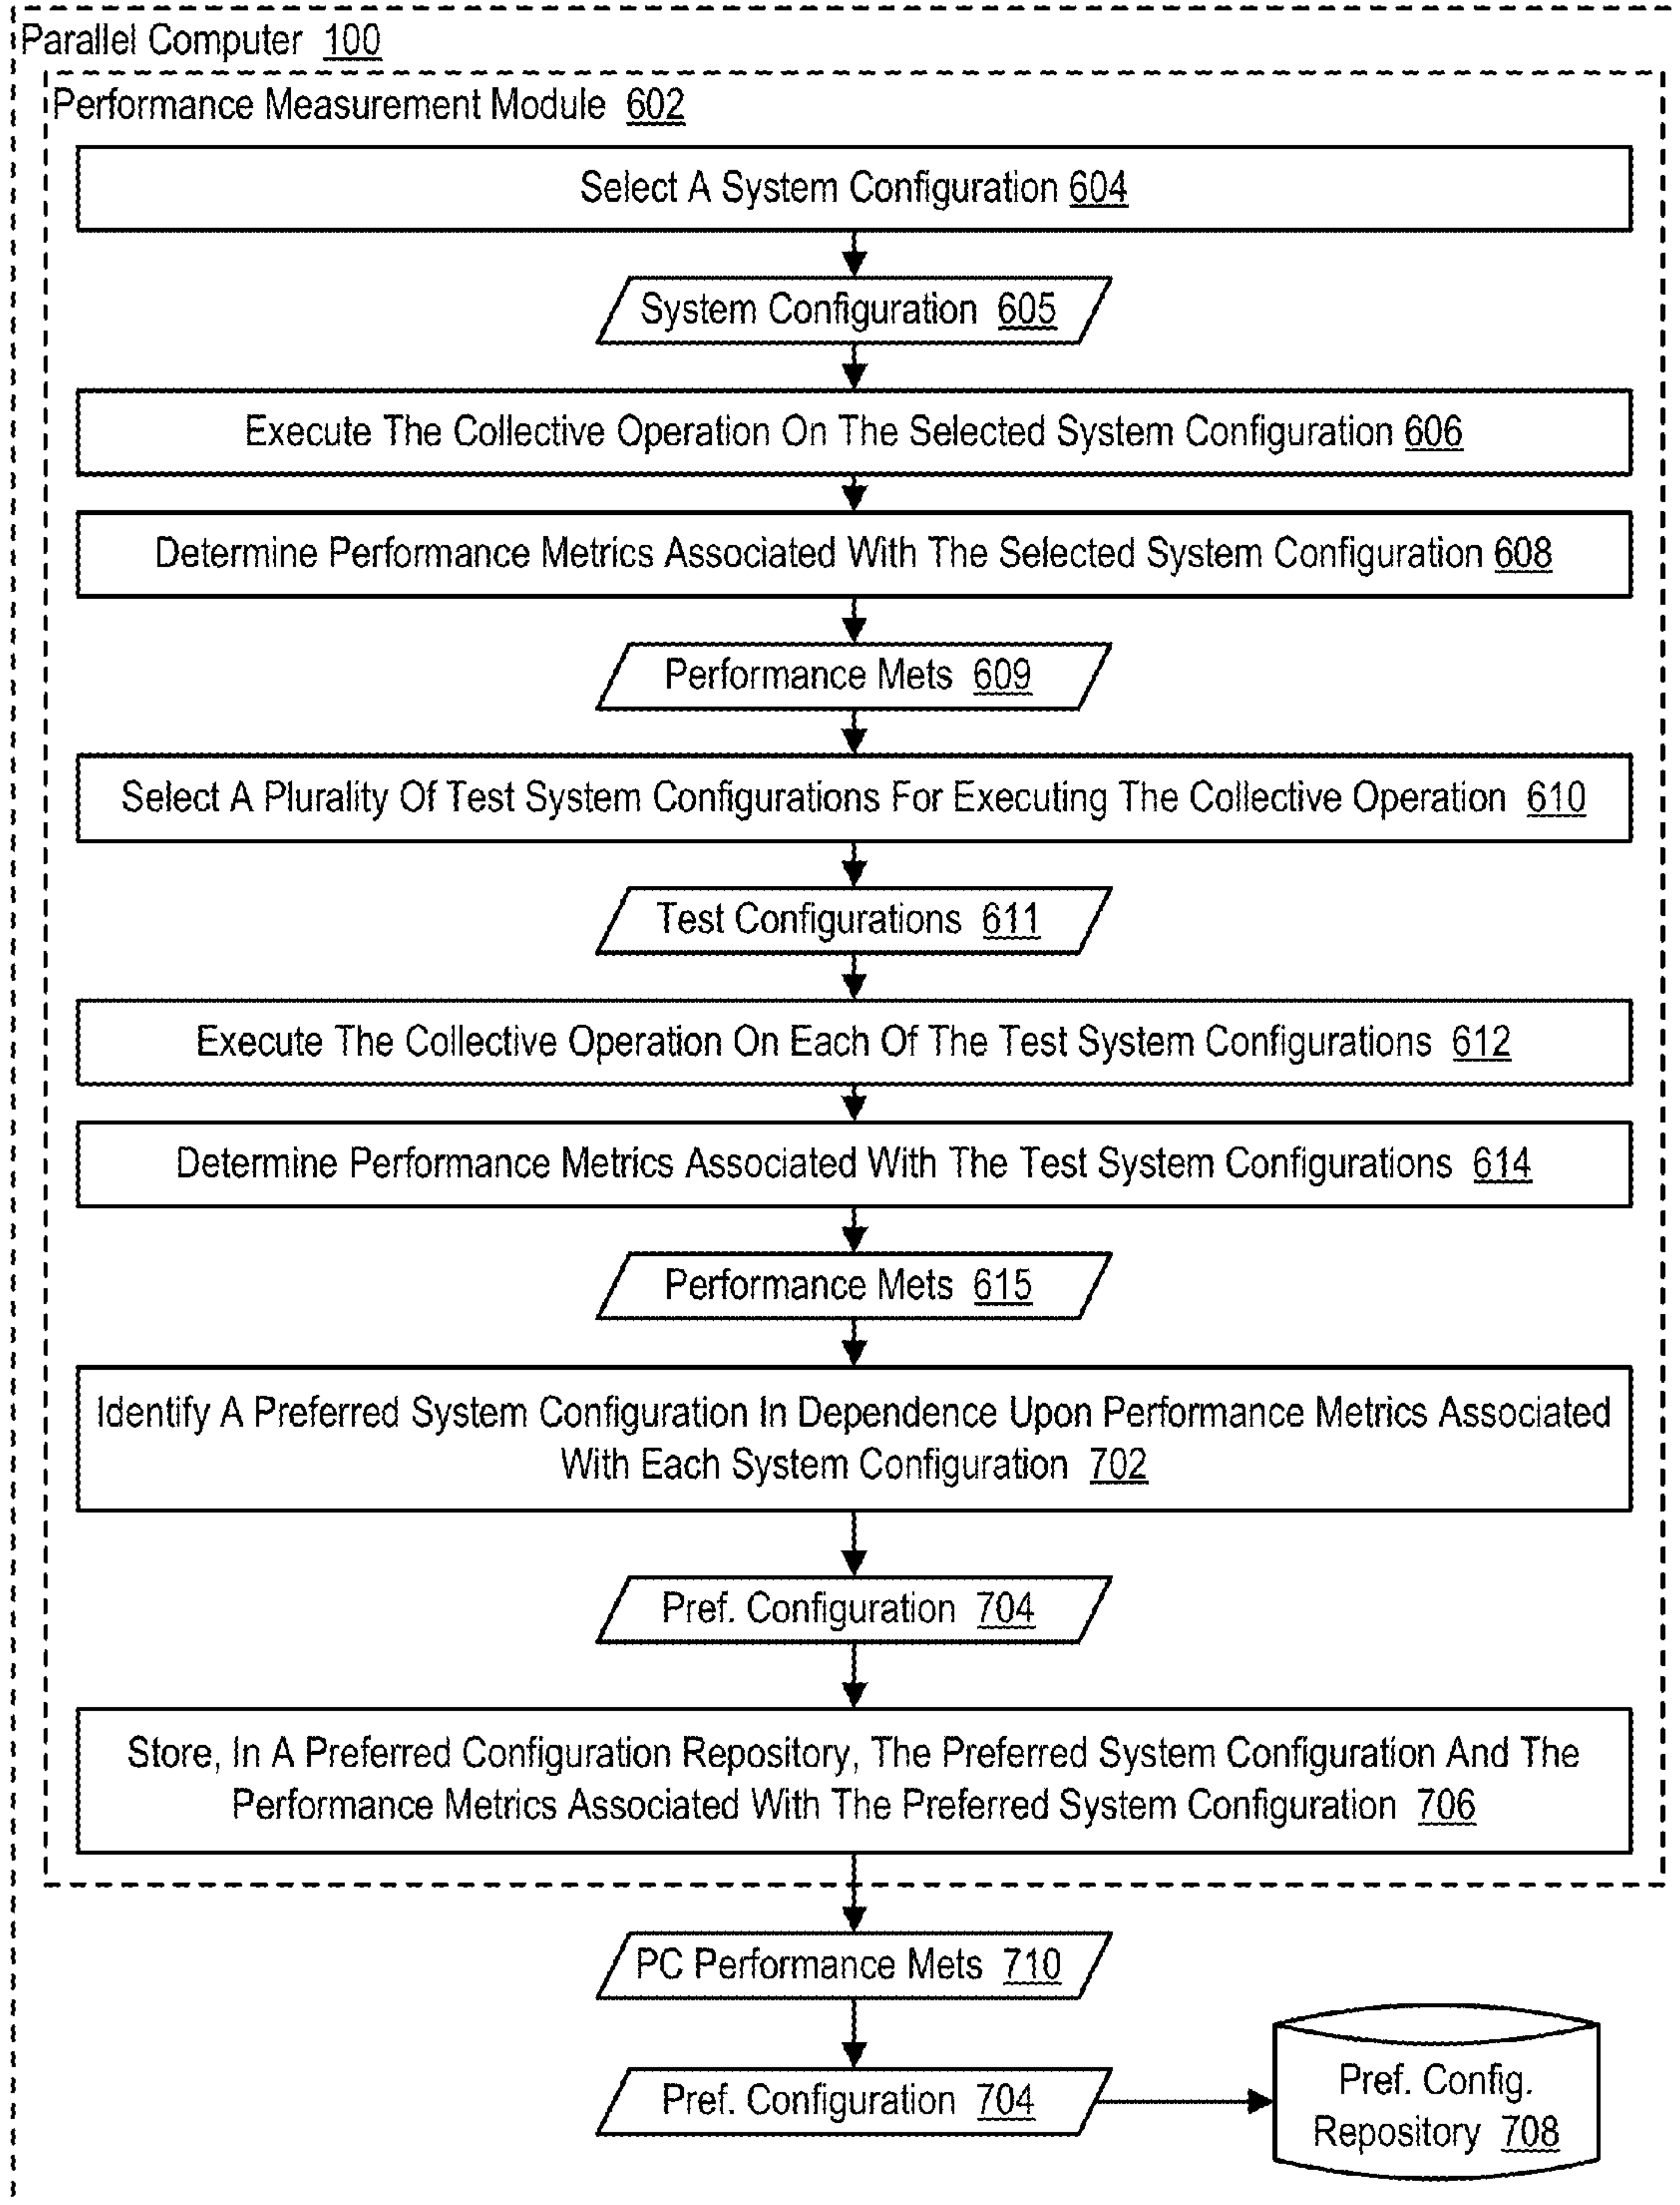 Parallel Computer 100
Performance Measurement Module 602
Select A System Configuration 604
System Configuration 605
Execute The Collective Operation On The Selected System Configuration 606
Determine Performance Metrics Associated With The Selected System Configuration 608
Performance Mets 609
Select A Plurality Of Test System Configurations For Executing The Collective Operation 610
Test Configurations 611
Execute The Collective Operation On Each Of The Test System Configurations 612
Determine Performance Metrics Associated With The Test System Configurations 614
Performance Mets 615
Identify A Preferred System Configuration In Dependence Upon Performance Metrics Associated
With Each System Configuration 702
Pref. Configuration 704
Store, In A Preferred Configuration Repository, The Preferred System Configuration And The
Performance Metrics Associated With The Preferred System Configuration 706
PC Performance Mets 710
Pref. Configuration 704
Pref. Config.
Repository 708